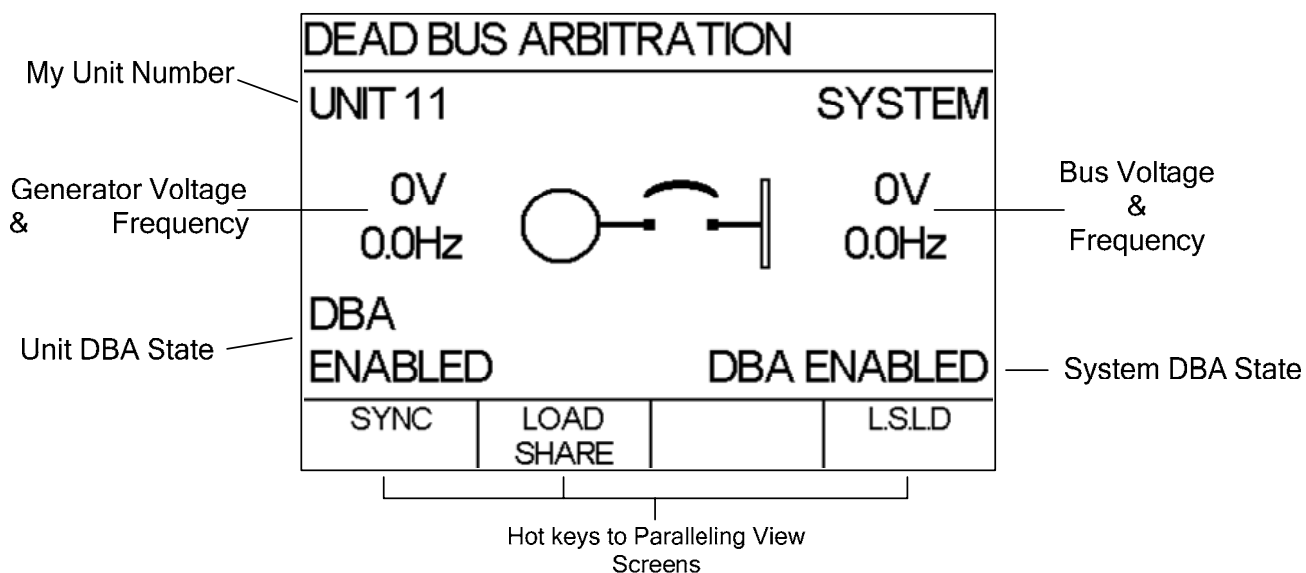 DEAD BUS ARBITRATION
My Unit Number
UNIT 11
SYSTEM
Generator Voltage
& Frequency
0V
0.0Hz
0V
0.0Hz
Bus Voltage
&
Frequency
Unit DBA State
DBA
ENABLED
DBA ENABLED
System DBA State
SYNC
LOAD
SHARE
L.S.L.D
Hot keys to Paralleling View
Screens